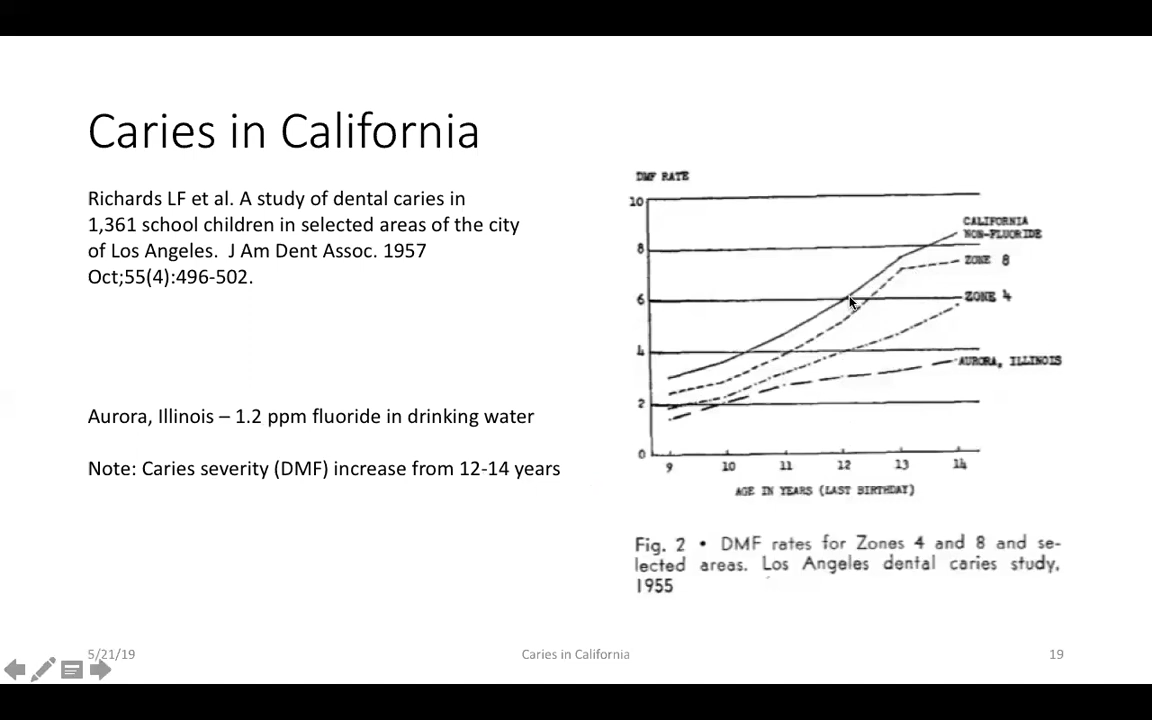 Caries in California
Richards LF et al. A study of dental caries in
1,361 school children in selected areas of the city
of Los Angeles.  J Am Dent Assoc. 1957
Oct;55(4):496-502.
Aurora, Illinois – 1.2 ppm fluoride in drinking water
Note: Caries severity (DMF) increase from 12-14 years
DMF RATE
10
8
6
4
2
0
CALIFORNIA
NON-FLUORIDE
ZONE 8
ZONE 4
AURORA, ILLINOIS
9 10 11 12 13 14
AGE IN YEARS (LAST BIRTHDAY)
Fig. 2 • DMF rates for Zones 4 and 8 and se-
lected areas. Los Angeles dental caries study,
1955
5/21/19
Caries in California
19